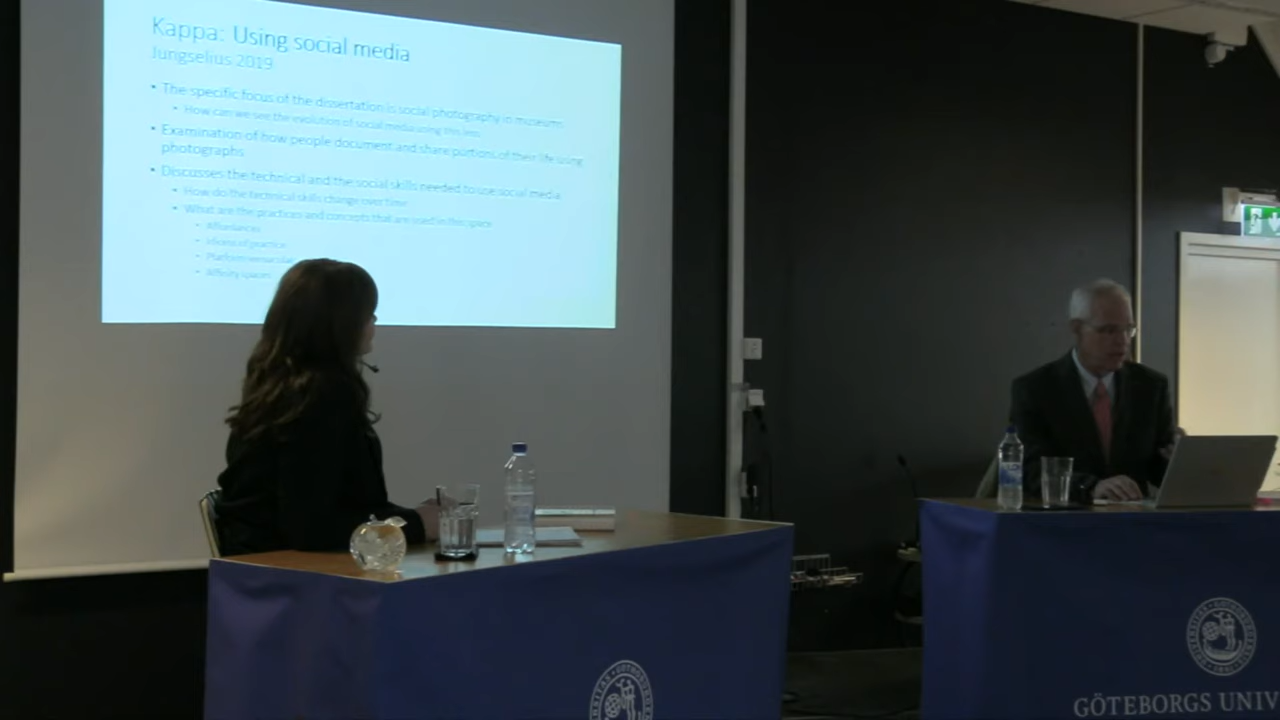 Kappa: Using social media
Jungselius 2019
• The specific focus of the dissertation is social photography in museums
• How can we see the evolution of social media using this lens
• Examination of how people document and share portions of their life using
photographs
• Discusses the technical and the social skills needed to use social media
• How do the technical skills change over time
• What are the practices and concepts that are used in this space
• Affordances
• Idioms of practice
• Platform vernacular
• Affinity spaces
GÖTEBORGS UNIV